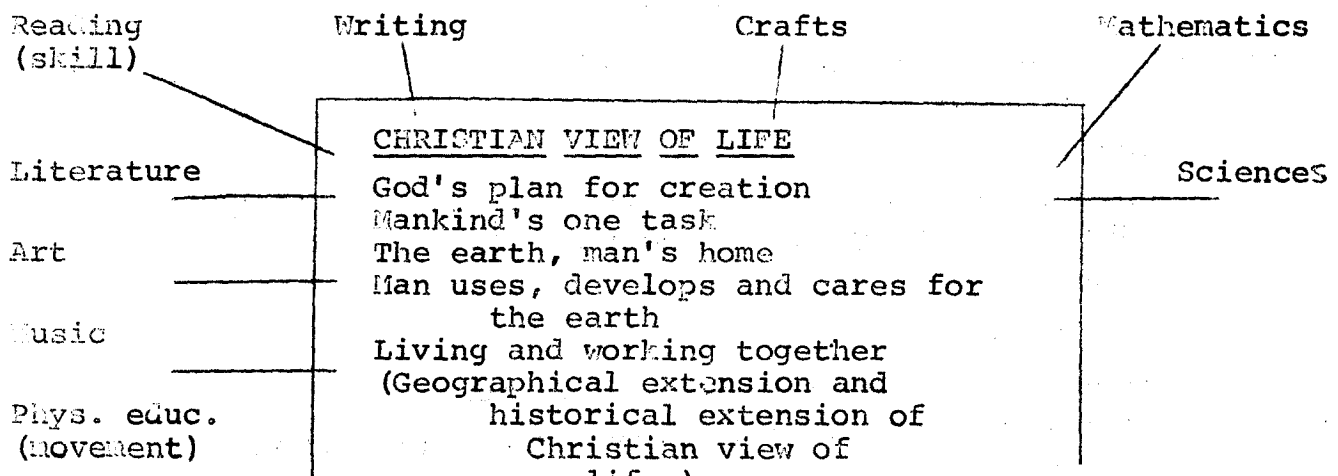 Reading Writing Crafts Mathematics
(skill)
CHRISTIAN VIEW OF LIFE
Literature Sciences
God's plan for creation
Mankind's one task
Art The earth, man's home
Man uses, develops and cares for
the earth
Music
Living and working together
(Geographical extension and
Phys. educ. historical extension of
(movement) Christian view of
life)